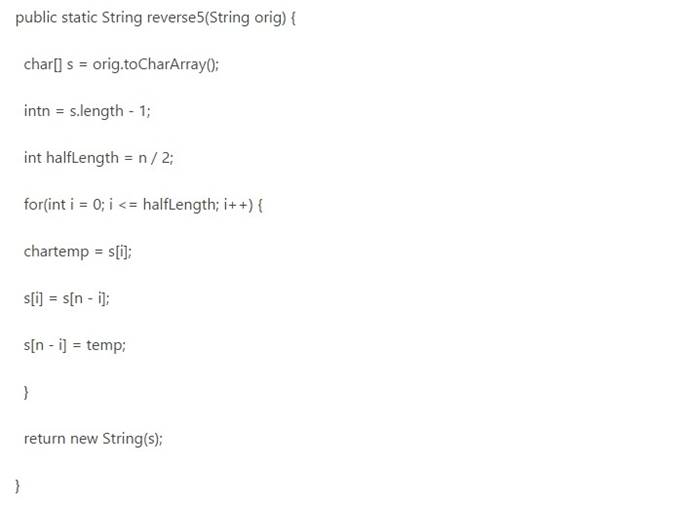 public static String reverse5(String orig) {
char[] s = orig.toCharArray();
intn = s.length - 1;
int halfLength = n / 2;
for(int i = 0; i <= halfLength; i++) {
chartemp = s[i];
s[i] = s[n - i];
s[n - i] = temp;
}
return new String(s);
}